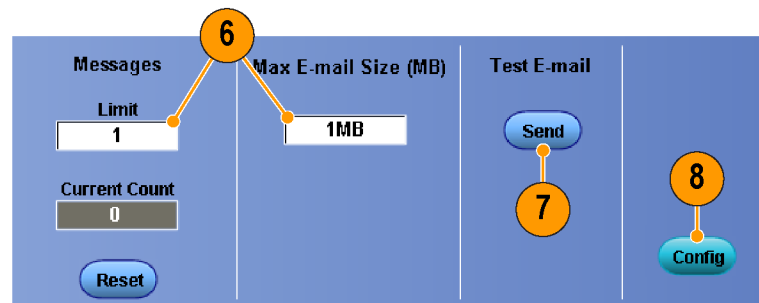 6
Messages
Max E-mail Size (MB)
Test E-mail
Limit
1
1MB
Send
Current Count
0
7
8
Reset
Config